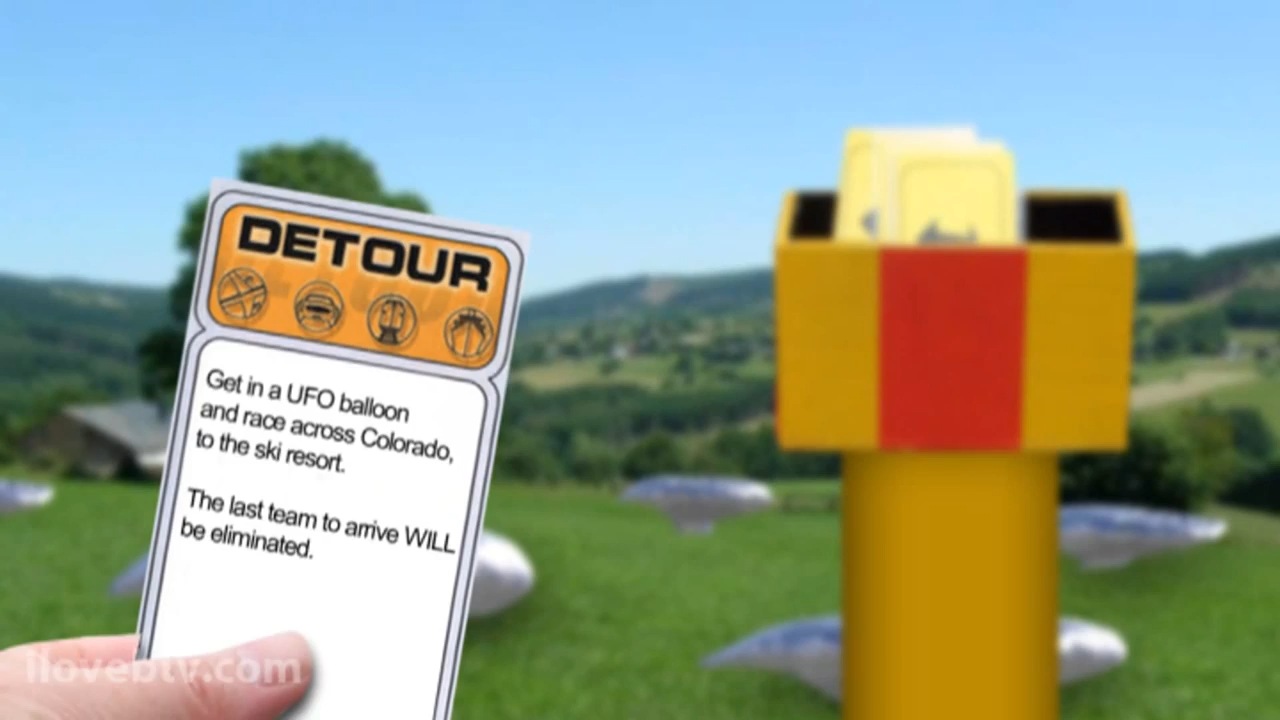 DETOUR
Get in a UFO balloon
and race across Colorado,
to the ski resort.
The last team to arrive WILL
be eliminated.
ilovebtv.com